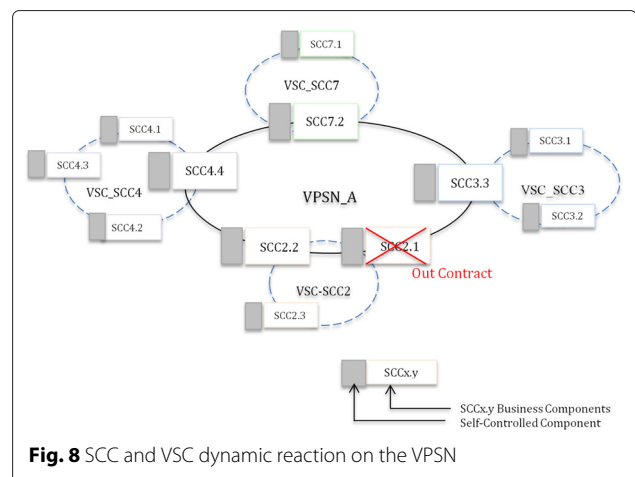 SCC7.1
VSC_SCC7
SCC7.2
SCC4.1
SCC4.3
VSC_SCC4
SCC4.4
SCC4.2
SCC3.1
SCC3.3
VSC_SCC3
SCC3.2
VPSN_A
SCC2.2
SCC2.1
Out Contract
VSC-SCC2
SCC2.3
SCCx.y
SCCx.y Business Components
Self-Controlled Component
Fig. 8 SCC and VSC dynamic reaction on the VPSN